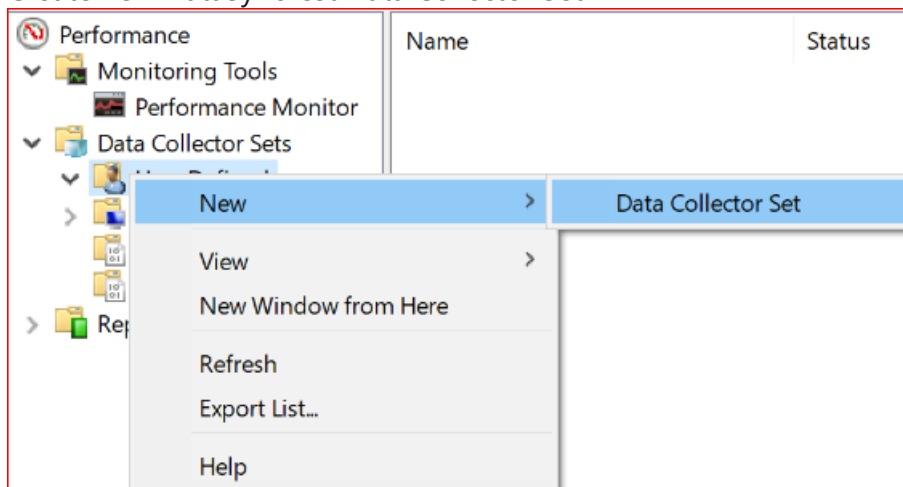 Performance
Monitoring Tools
Performance Monitor
Data Collector Sets
New
View
New Window from Here
Refresh
Export List...
Help
Data Collector Set
Name Status